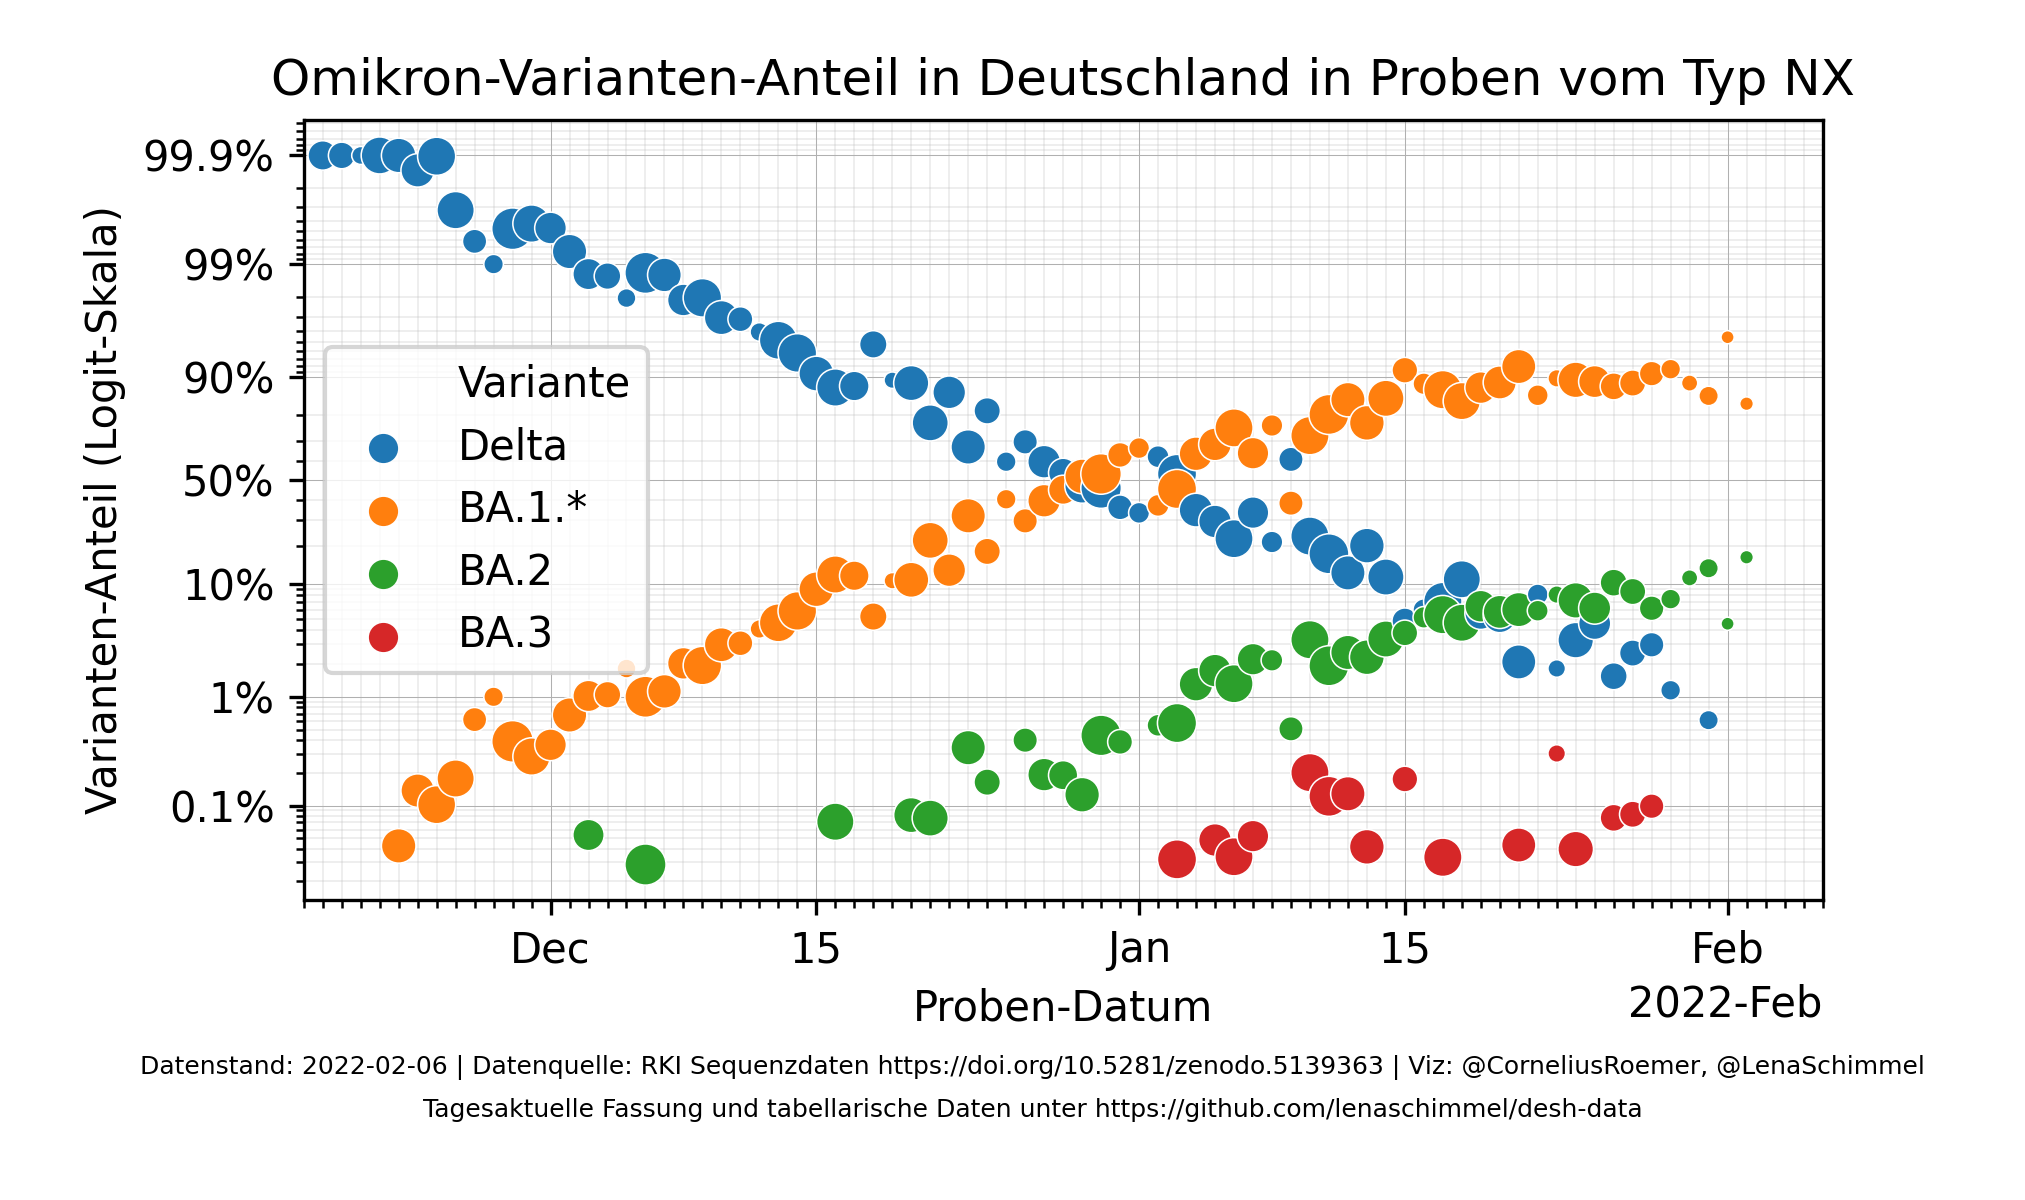 Omikron-Varianten-Anteil in Deutschland in Proben vom Typ NX
Varianten-Anteil (Logit-Skala)
99.9%
99%
90%
50%
10%
1%
0.1%
Variante
Delta
BA.1.*
BA.2
BA.3
Dec 15 Jan 15 Feb
2022-Feb
Proben-Datum
Datenstand: 2022-02-06 | Datenquelle: RKI Sequenzdaten https://doi.org/10.5281/zenodo.5139363 | Viz: @CorneliusRoemer, @LenaSchimmel
Tagesaktuelle Fassung und tabellarische Daten unter https://github.com/lenaschimmel/desh-data